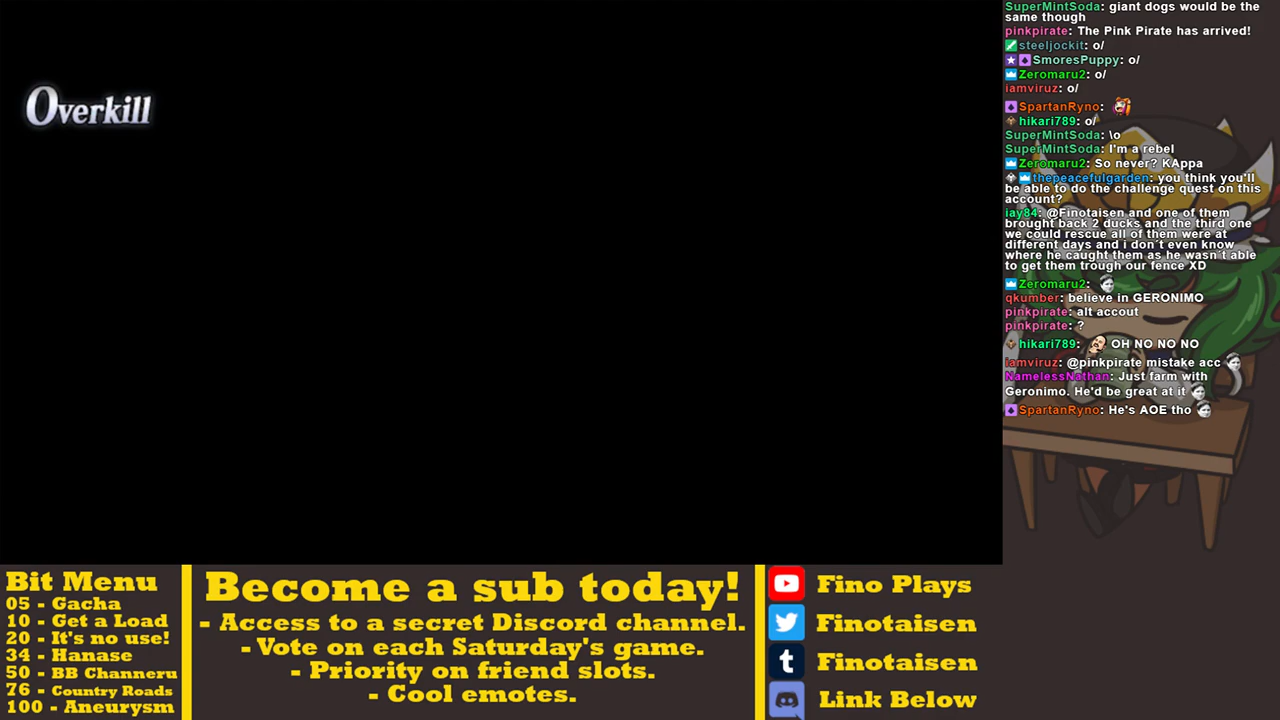 Overkill
SuperMintSoda: giant dogs would be the
same though
pinkpirate: The Pink Pirate has arrived!
steeljockit: o/
SmoresPuppy: o/
Zeromaru2: o/
iamviruz: o/
SpartanRyno:
hikari789: o/
SuperMintSoda: \o
SuperMintSoda: I'm a rebel
Zeromaru2: So never? KAppa
thepeacefulgarden: you think you'll
be able to do the challenge quest on this
account?
iay84: @Finotaisen and one of them
brought back 2 ducks and the third one
we could rescue all of them were at
different days and i don´t even know
where he caught them as he wasn´t able
to get them trough our fence XD
Zeromaru2:
qkumber: believe in GERONIMO
pinkpirate: alt accout
pinkpirate: ?
hikari789: OH NO NO NO
iamviruz: @pinkpirate mistake acc
NamelessNathan: Just farm with
Geronimo. He'd be great at it
SpartanRyno: He's AOE tho
Bit Menu
05 - Gacha
10 - Get a Load
20 - It's no use!
34 - Hanase
50 - BB Channeru
76 - Country Roads
100 - Aneurysm
Become a sub today!
- Access to a secret Discord channel.
- Vote on each Saturday's game.
- Priority on friend slots.
- Cool emotes.
Fino Plays
Finotaisen
t Finotaisen
Link Below